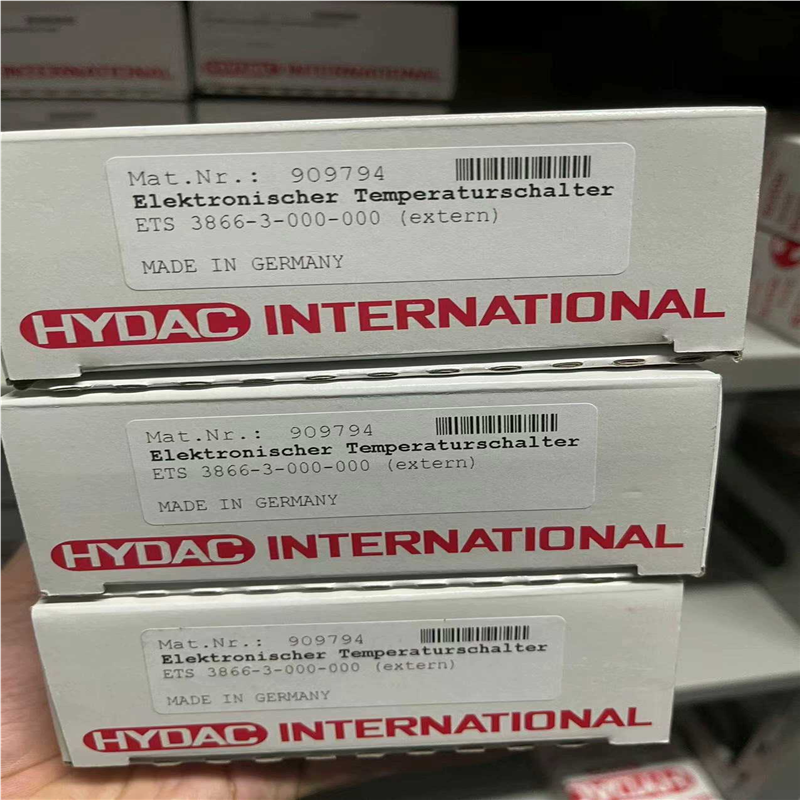 INTERNATIONAL
HYDAC INTERNATIONAL
Mat.Nr.: 909794
Elektronischer Temperaturschalter
ETS 3866-3-000-000 (extern)
MADE IN GERMANY
HYDAC INTERNATIONAL
Mat.Nr.: 909794
Elektronischer Temperaturschalter
ETS 3866-3-000-000 (extern)
MADE IN GERMANY
HYDAC INTERNATIONAL
Mat.Nr.: 909794
Elektronischer Temperaturschalter
ETS 3866-3-000-000 (extern)
MADE IN GERMANY
HYDAC INTERNATIONAL
HYDAC